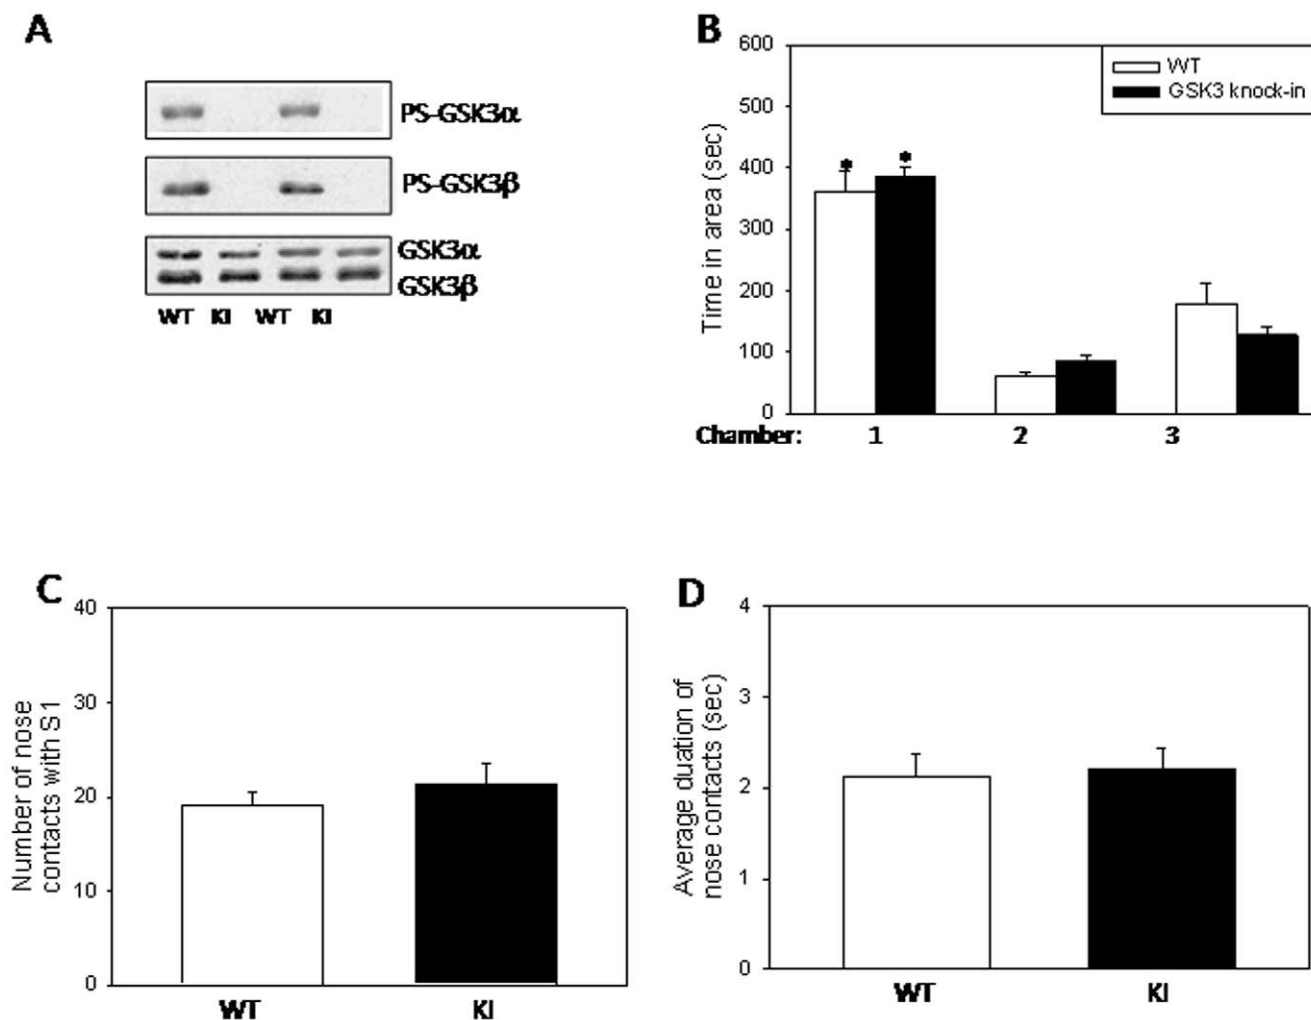 A
PS-GSK3α
PS-GSK3β
GSK3α
GSK3β
WT KI WT KI
B
600
500
400
300
200
100
0
Time in area (sec)
WT
GSK3 knock-in
* *
Chamber: 1 2 3
C
40
30
20
10
0
Number of nose
contacts with S1
WT KI
D
4
3
2
1
0
Average duation of
nose contacts (sec)
WT KI